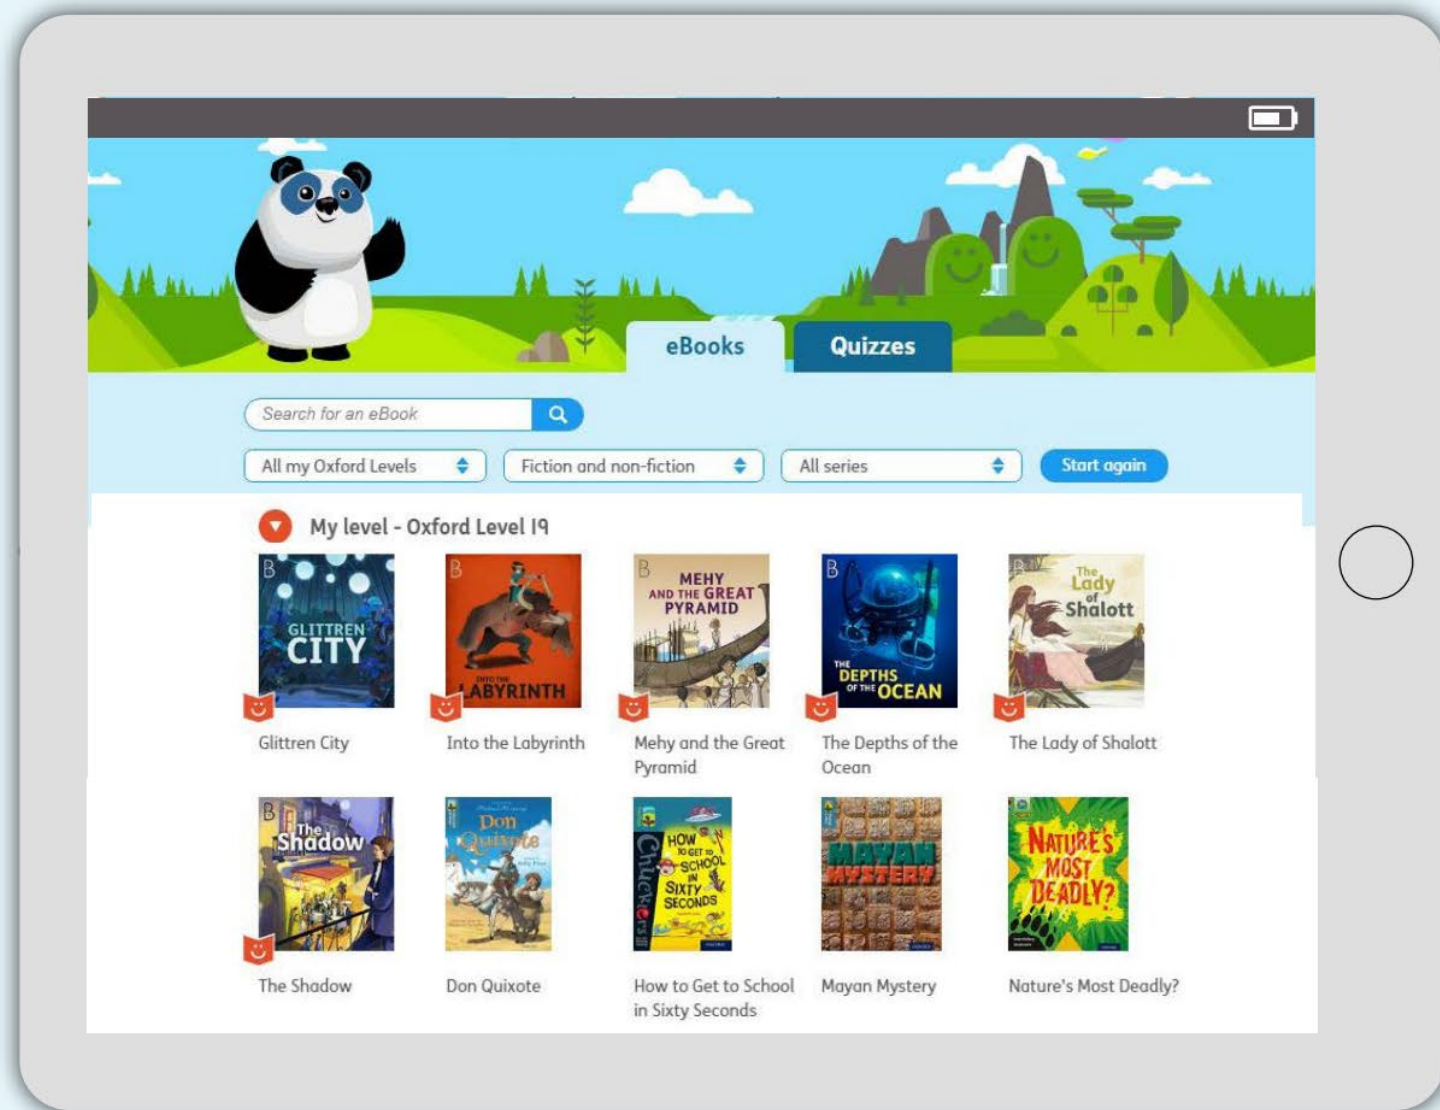 eBooks
Quizzes
Search for an eBook
All my Oxford Levels
Fiction and non-fiction
All series
Start again
My level - Oxford Level 19
GLITTREN
CITY
INTO THE
LABYRINTH
MEHY
AND THE GREAT
PYRAMID
THE
DEPTHS
OF THE OCEAN
The
Lady
of
Shalott
Glittren City
Into the Labyrinth
Mehy and the Great
Pyramid
The Depths of the
Ocean
The Lady of Shalott
The
Shadow
Don
Quixote
Chucklers
HOW
TO GET TO
SCHOOL
IN
SIXTY
SECONDS
MAYAN
MYSTERY
NATURE'S
MOST
DEADLY?
The Shadow
Don Quixote
How to Get to School
in Sixty Seconds
Mayan Mystery
Nature's Most Deadly?